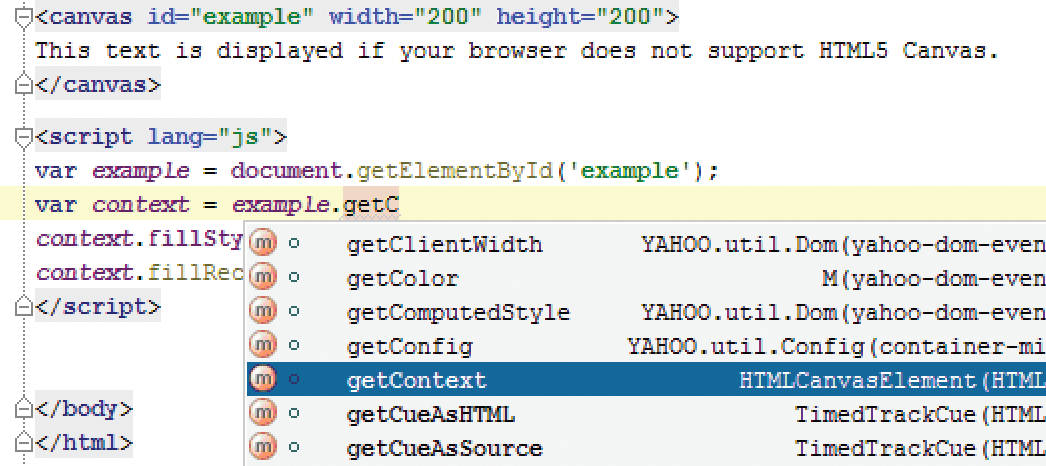 <canvas id="example" width="200" height="200">
This text is displayed if your browser does not support HTML5 Canvas.
</canvas>
<script lang="js">
var example = document.getElementById('example');
var context = example.getC
context.fillSty
context.fillRec
</script>
m getClientWidth YAHOO.util.Dom(yahoo-dom-even
m getColor M(yahoo-dom-even
m getComputedStyle YAHOO.util.Dom(yahoo-dom-even
m getConfig YAHOO.util.Config(container-mi
m getContext HTMLCanvasElement(HTML
m getCueAsHTML TimedTrackCue(HTML
m getCueAsSource TimedTrackCue(HTML
</body>
</html>